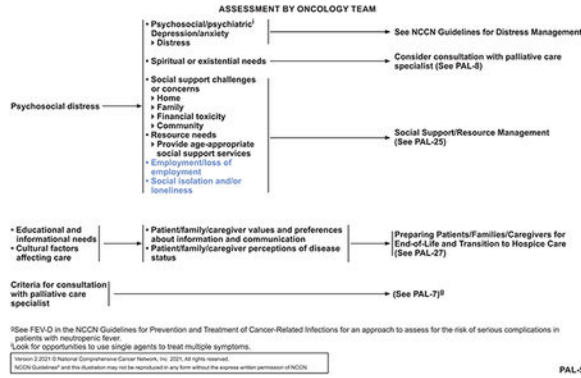 ASSESSMENT BY ONCOLOGY TEAM
• Psychosocial/psychiatric
Depression/anxiety
▸ Distress
See NCCN Guidelines for Distress Management
• Spiritual or existential needs
Consider consultation with palliative care
specialist (See PAL-8)
Psychosocial distress
• Social support challenges
or concerns
▸ Home
▸ Family
▸ Financial toxicity
▸ Community
• Resource needs
▸ Provide age-appropriate
social support services
• Employment/loss of
employment
• Social isolation and/or
loneliness
Social Support/Resource Management
(See PAL-25)
• Educational and
informational needs
• Cultural factors
affecting care
• Patient/family/caregiver values and preferences
about information and communication
• Patient/family/caregiver perceptions of disease
status
Preparing Patients/Families/Caregivers for
End-of-Life and Transition to Hospice Care
(See PAL-27)
Criteria for consultation
with palliative care
specialist
(See PAL-7)g
gSee FEV-D in the NCCN Guidelines for Prevention and Treatment of Cancer-Related Infections for an approach to assess for the risk of serious complications in
patients with neutropenic fever.
Look for opportunities to use single agents to treat multiple symptoms.
Version 2.2021 © National Comprehensive Cancer Network, Inc. 2021, All rights reserved.
NCCN Guidelines® and this illustration may not be reproduced in any form without the express written permission of NCCN.